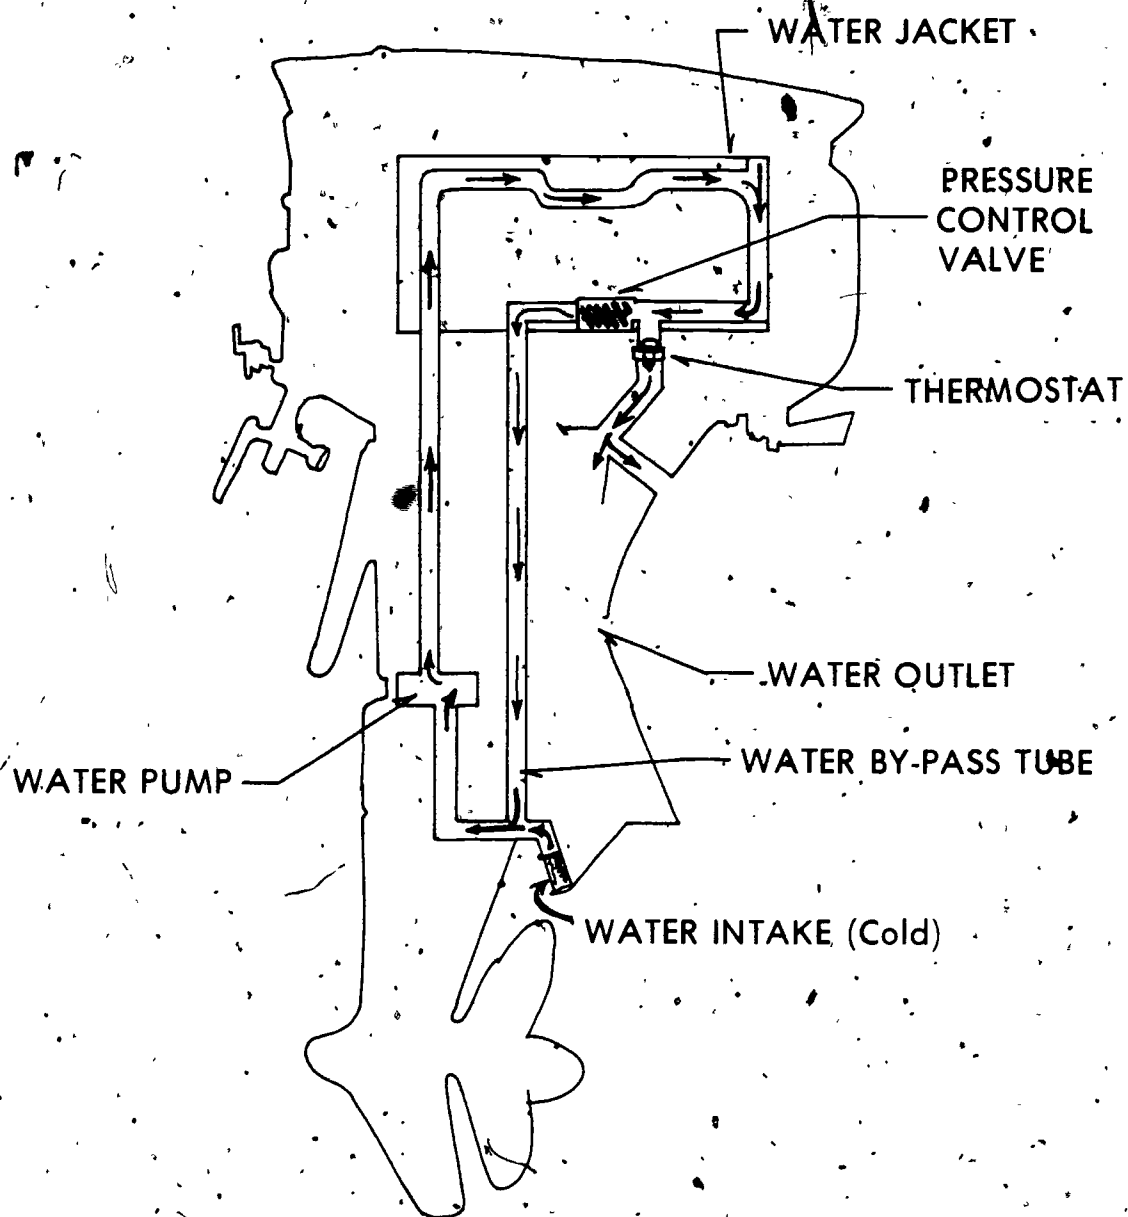 WATER JACKET
PRESSURE
CONTROL
VALVE
THERMOSTAT
WATER OUTLET
WATER BY-PASS TUBE
WATER PUMP
WATER INTAKE (Cold)